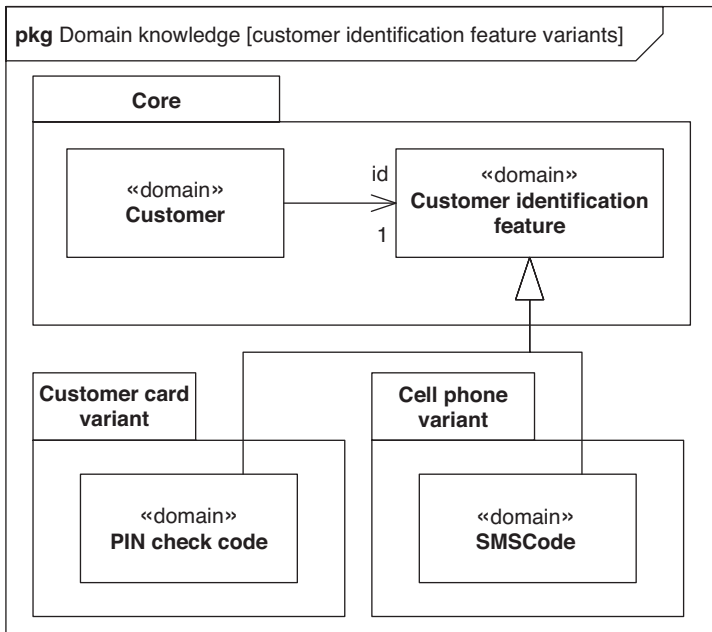 pkg Domain knowledge [customer identification feature variants]
Core
«domain»
Customer
id
1
«domain»
Customer identification
feature
Customer card
variant
«domain»
PIN check code
Cell phone
variant
«domain»
SMSCode